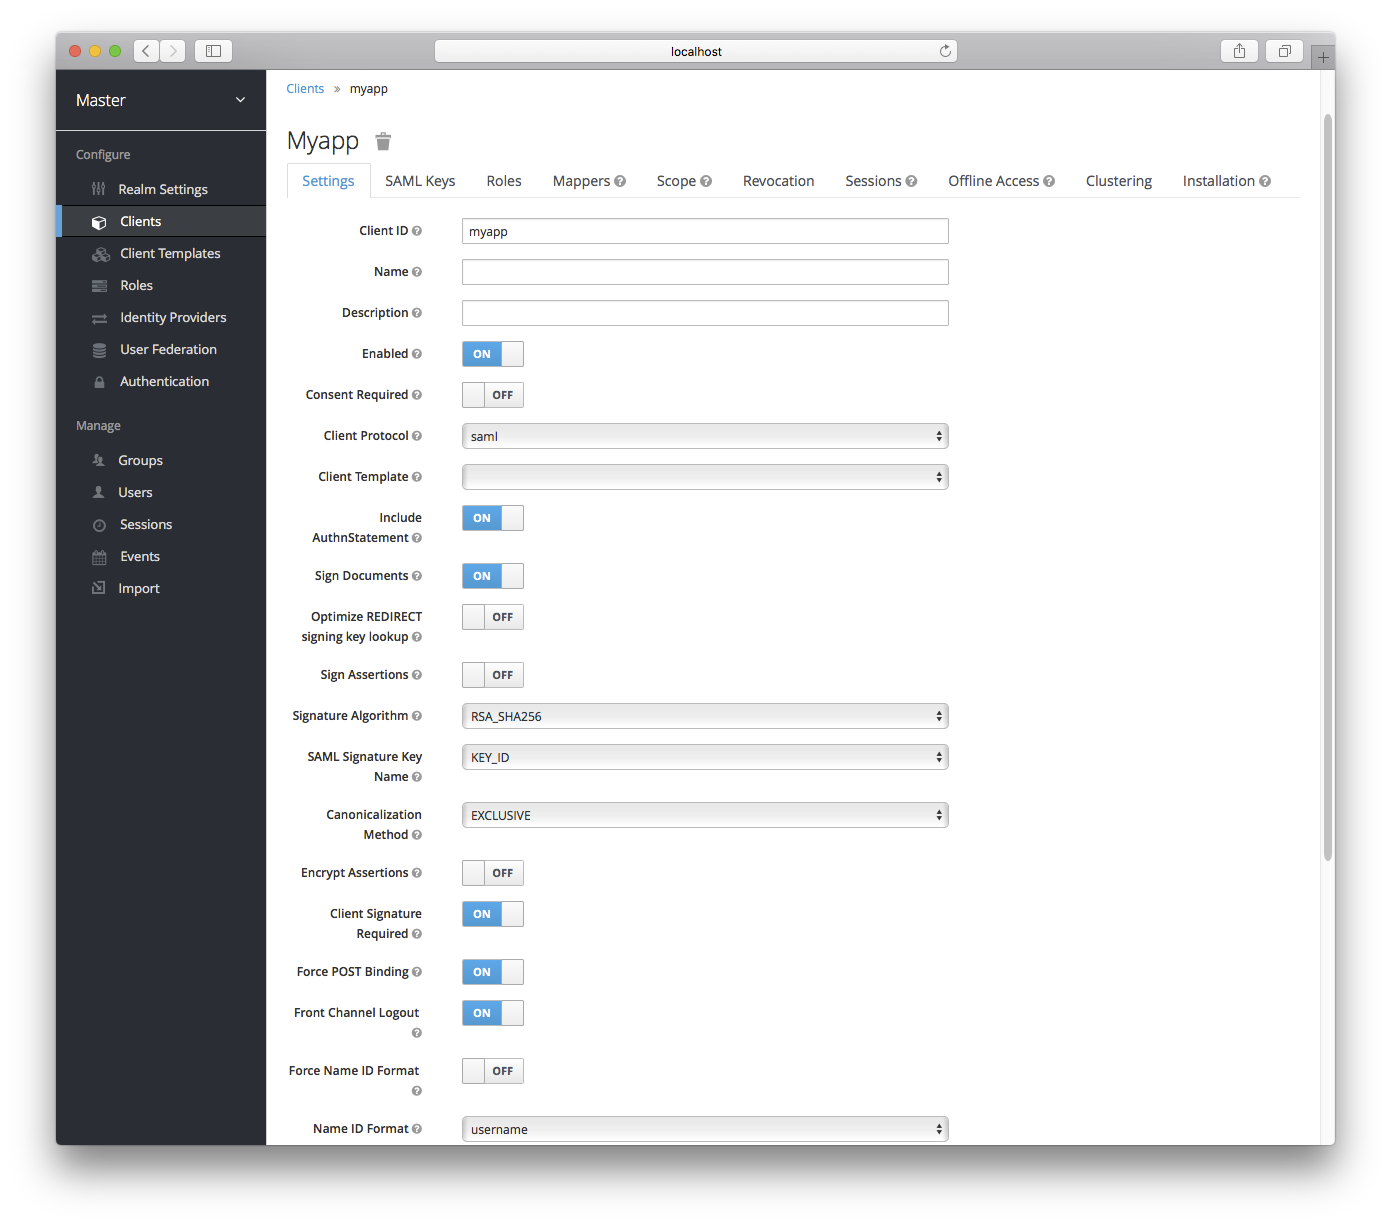 localhost
Master
Clients » myapp
Myapp
Configure
Realm Settings
Clients
Client Templates
Roles
Identity Providers
User Federation
Authentication
Manage
Groups
Users
Sessions
Events
Import
Settings SAML Keys Roles Mappers Scope Revocation Sessions Offline Access Clustering Installation
Client ID myapp
Name
Description
Enabled ON
Consent Required OFF
Client Protocol saml
Client Template
Include
AuthnStatement ON
Sign Documents ON
Optimize REDIRECT
signing key lookup OFF
Sign Assertions OFF
Signature Algorithm RSA_SHA256
SAML Signature Key
Name KEY_ID
Canonicalization
Method EXCLUSIVE
Encrypt Assertions OFF
Client Signature
Required ON
Force POST Binding ON
Front Channel Logout ON
Force Name ID Format OFF
Name ID Format username